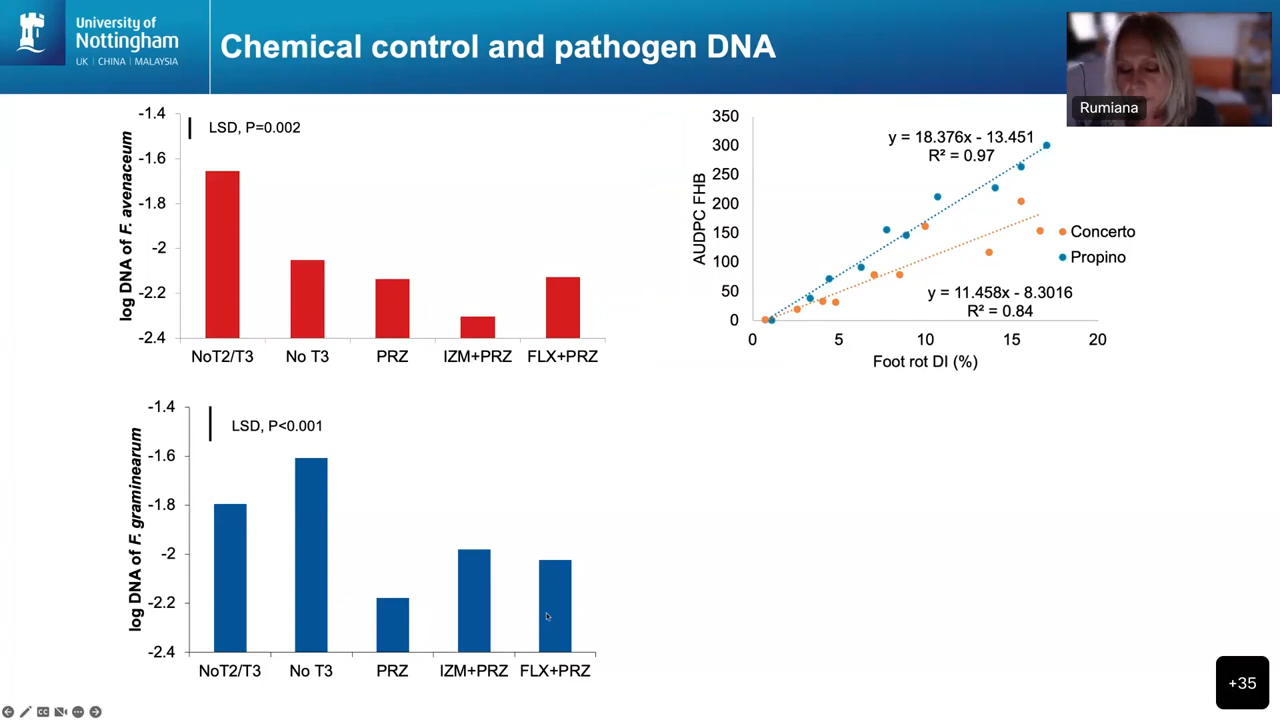 University of
Nottingham
UK | CHINA | MALAYSIA
Chemical control and pathogen DNA
Rumiana
log DNA of F. avenaceum
-1.4
-1.6
-1.8
-2
-2.2
-2.4
LSD, P=0.002
NoT2/T3 No T3 PRZ IZM+PRZ FLX+PRZ
AUDPC FHB
350
300
250
200
150
100
50
0
y = 18.376x - 13.451
R² = 0.97
Concerto
Propino
y = 11.458x - 8.3016
R² = 0.84
0 5 10 15 20
Foot rot DI (%)
log DNA of F. graminearum
-1.4
-1.6
-1.8
-2
-2.2
-2.4
LSD, P<0.001
NoT2/T3 No T3 PRZ IZM+PRZ FLX+PRZ
+35